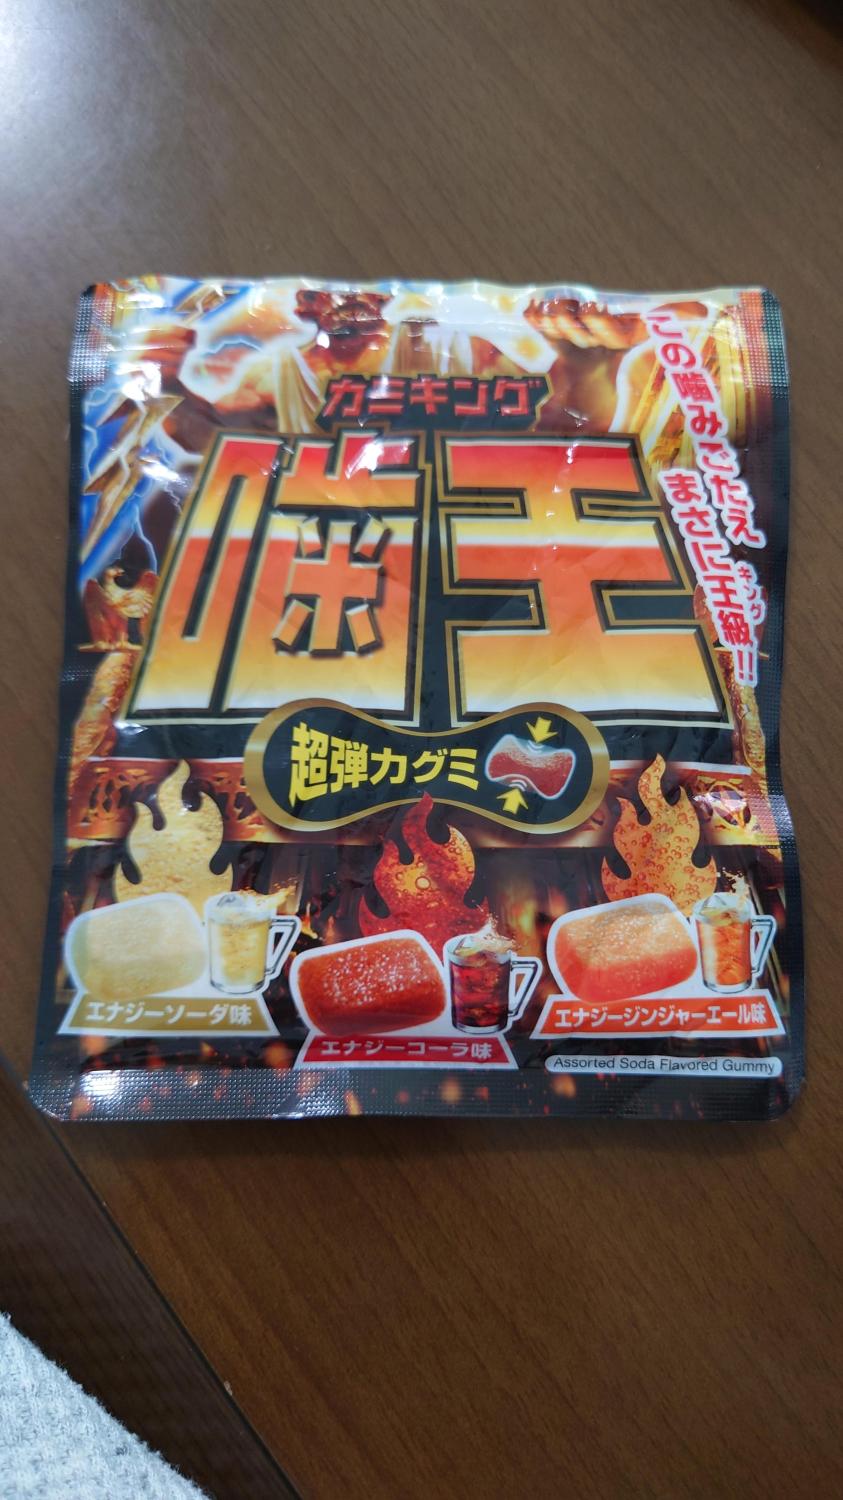 カミキング
噛王
この噛みごたえ
まさに王級!!
キング
超弾力グミ
エナジーソーダ味
エナジーコーラ味
エナジージンジャーエール味
Assorted Soda Flavored Gummy